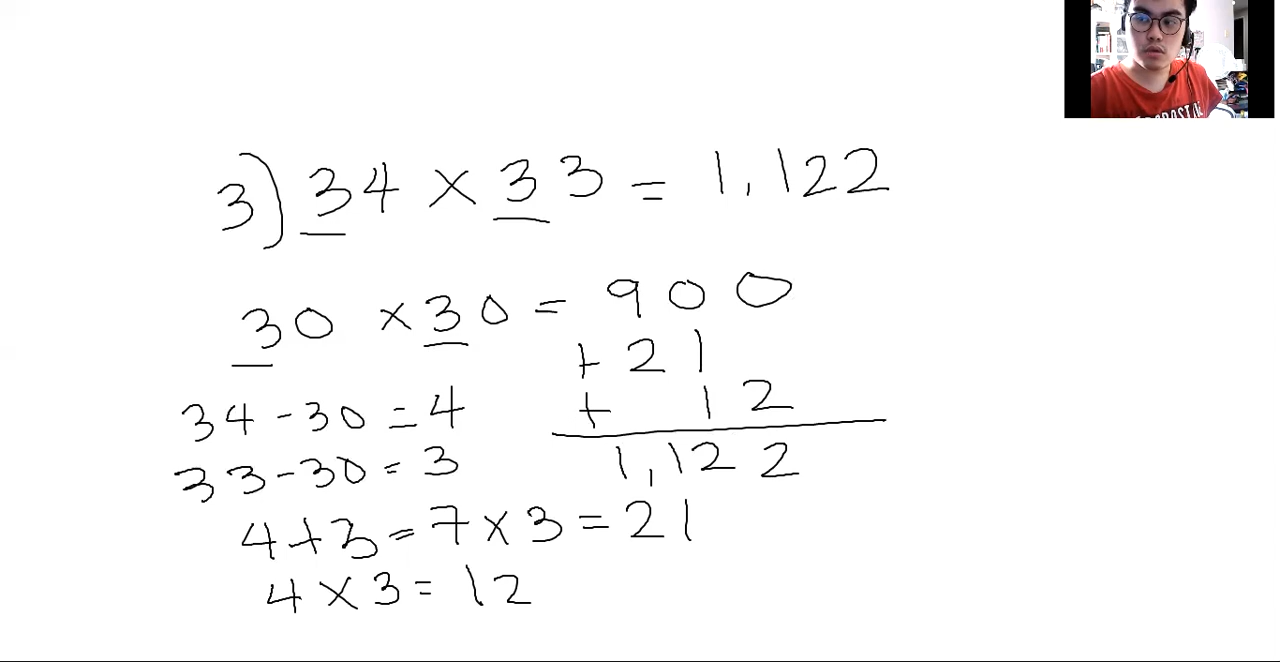 3) 34 × 33 = 1,122
30 × 30 = 900
+ 21
34 - 30 = 4
+ 12
33 - 30 = 3
1,122
4 + 3 = 7 × 3 = 21
4 × 3 = 12